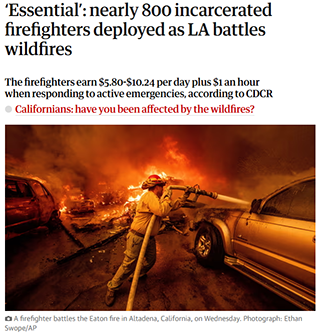 ‘Essential’: nearly 800 incarcerated
firefighters deployed as LA battles
wildfires
The firefighters earn $5.80-$10.24 per day plus $1 an hour
when responding to active emergencies, according to CDCR
Californians: have you been affected by the wildfires?
A firefighter battles the Eaton fire in Altadena, California, on Wednesday. Photograph: Ethan
Swope/AP